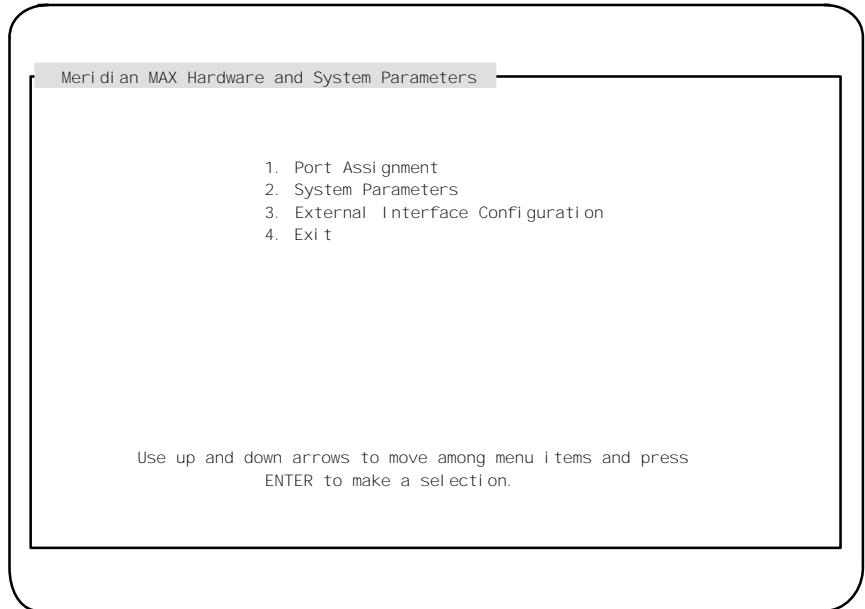 Meridian MAX Hardware and System Parameters
1. Port Assignment
2. System Parameters
3. External Interface Configuration
4. Exit
Use up and down arrows to move among menu items and press
ENTER to make a selection.